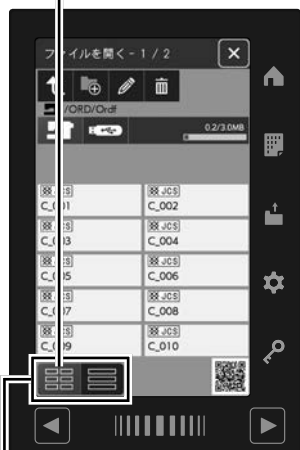 ファイルを開く- 1 / 2
/ORD/Ordf
0.2/3.0MB
JCS JCS
C_001 C_002
JCS JCS
C_003 C_004
JCS JCS
C_005 C_006
JCS JCS
C_007 C_008
JCS JCS
C_009 C_010